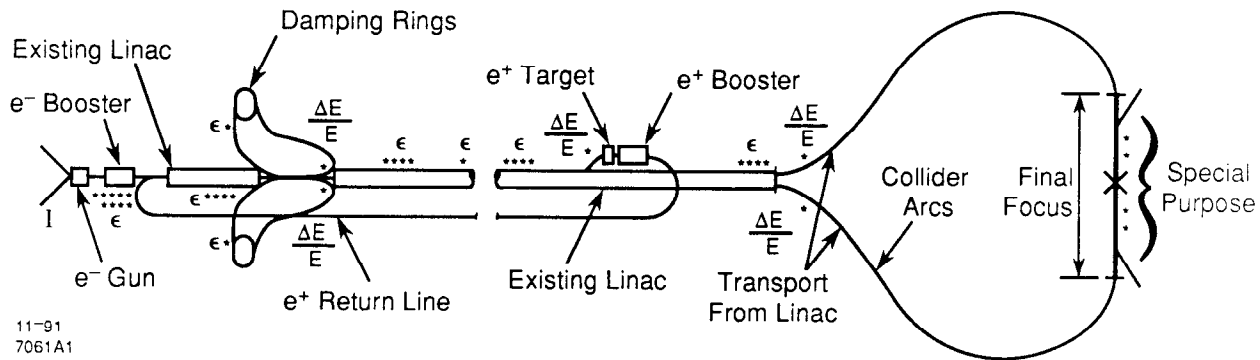 Damping Rings
Existing Linac
e⁻ Booster
e⁺ Target
e⁺ Booster
ϵ*
ΔE
E
ϵ
****
ϵ
*
ϵ
****
ΔE
E
*
ϵ
****
ΔE
E
*
*
*
I
*****
****
ϵ
ϵ****
ϵ*
ΔE
E
e⁻ Gun
e⁺ Return Line
Existing Linac
ΔE
E
*
Transport
From Linac
Collider
Arcs
Final
Focus
*
*
*
*
Special
Purpose
11-91
7061A1